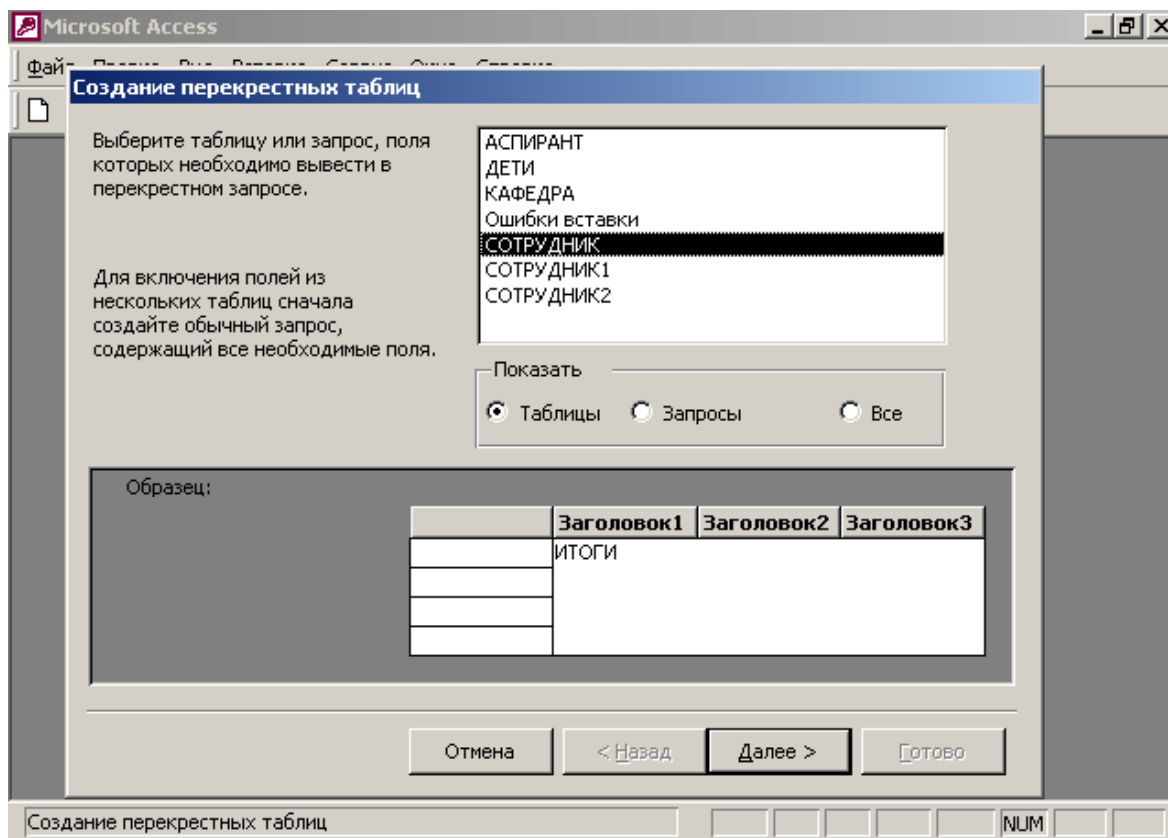 Microsoft Access
Файл
Создание перекрестных таблиц
Выберите таблицу или запрос, поля
которых необходимо вывести в
перекрестном запросе.
Для включения полей из
нескольких таблиц сначала
создайте обычный запрос,
содержащий все необходимые поля.
АСПИРАНТ
ДЕТИ
КАФЕДРА
Ошибки вставки
СОТРУДНИК
СОТРУДНИК1
СОТРУДНИК2
Показать
Таблицы Запросы Все
Образец:
Заголовок1 Заголовок2 Заголовок3
ИТОГИ
Отмена < Назад Далее > Готово
Создание перекрестных таблиц NUM